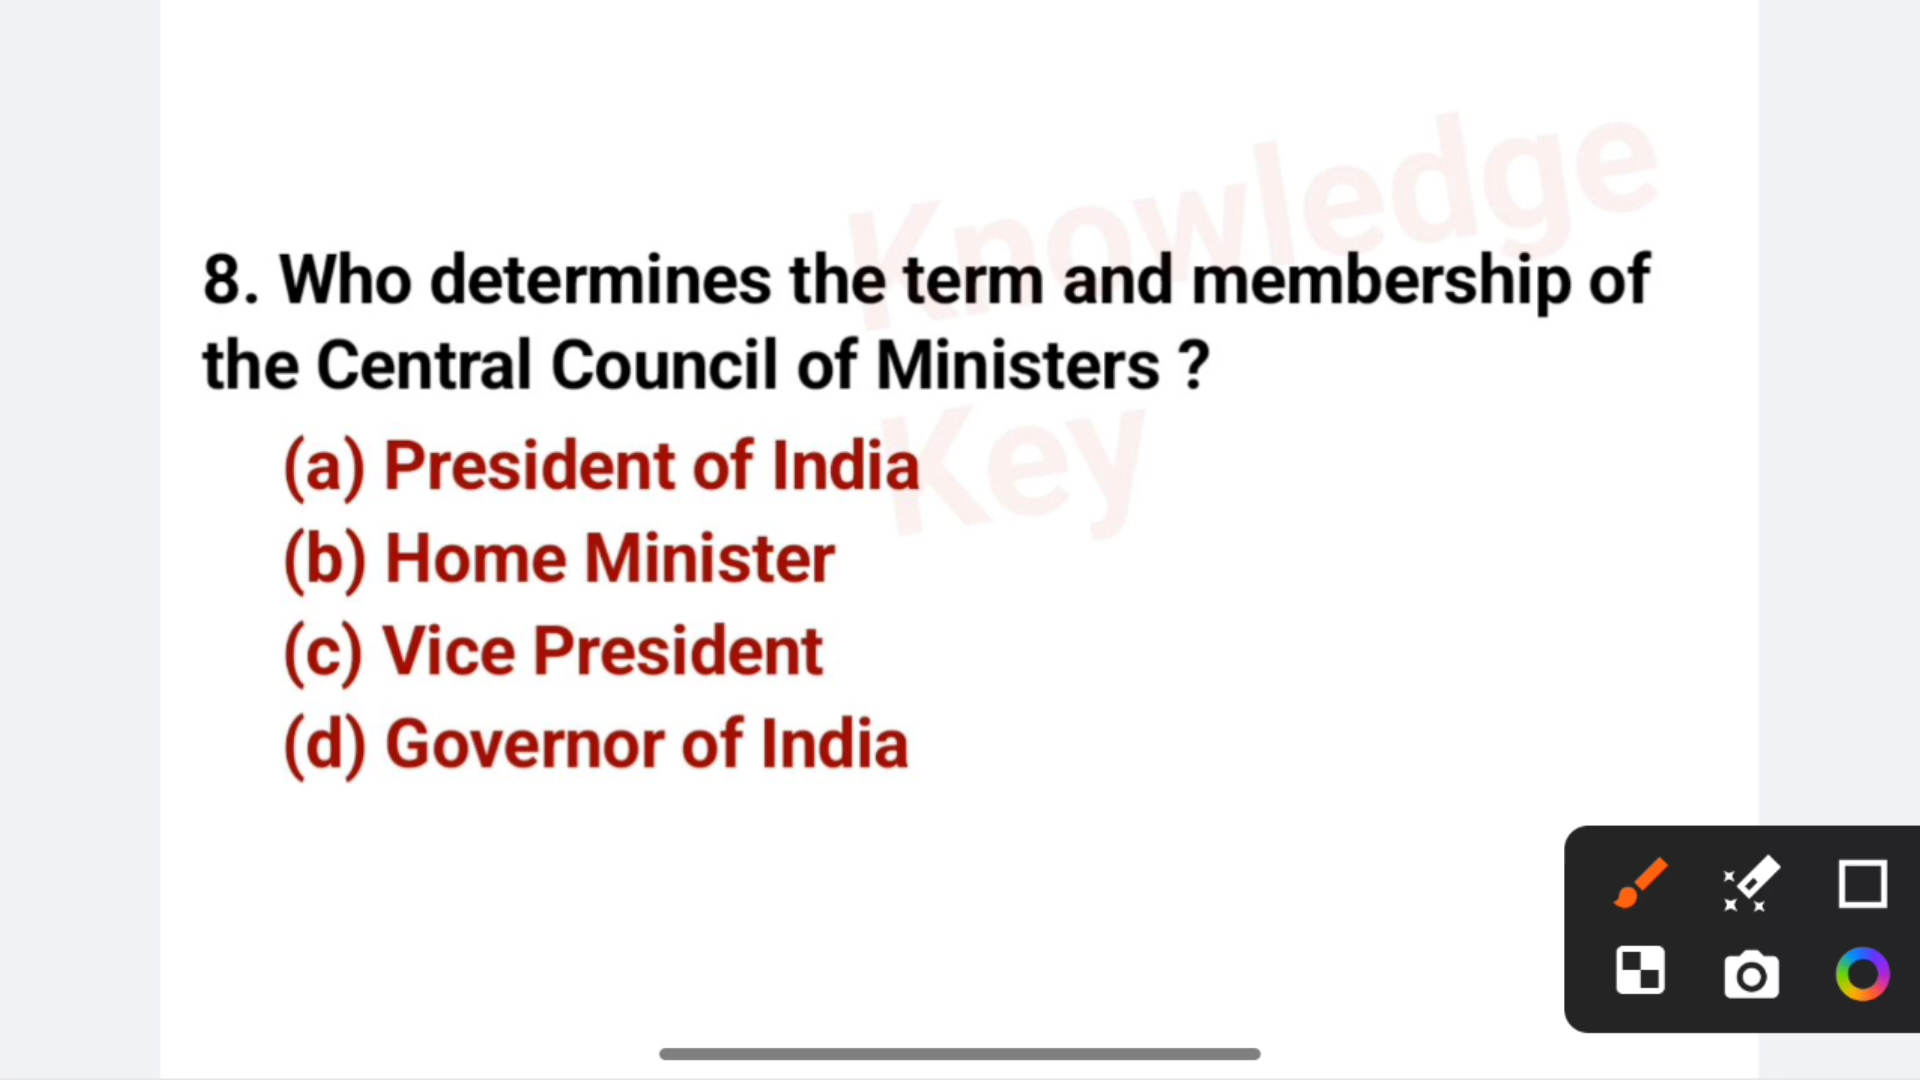 Knowledge
8. Who determines the term and membership of
the Central Council of Ministers ?
Key
(a) President of India
(b) Home Minister
(c) Vice President
(d) Governor of India